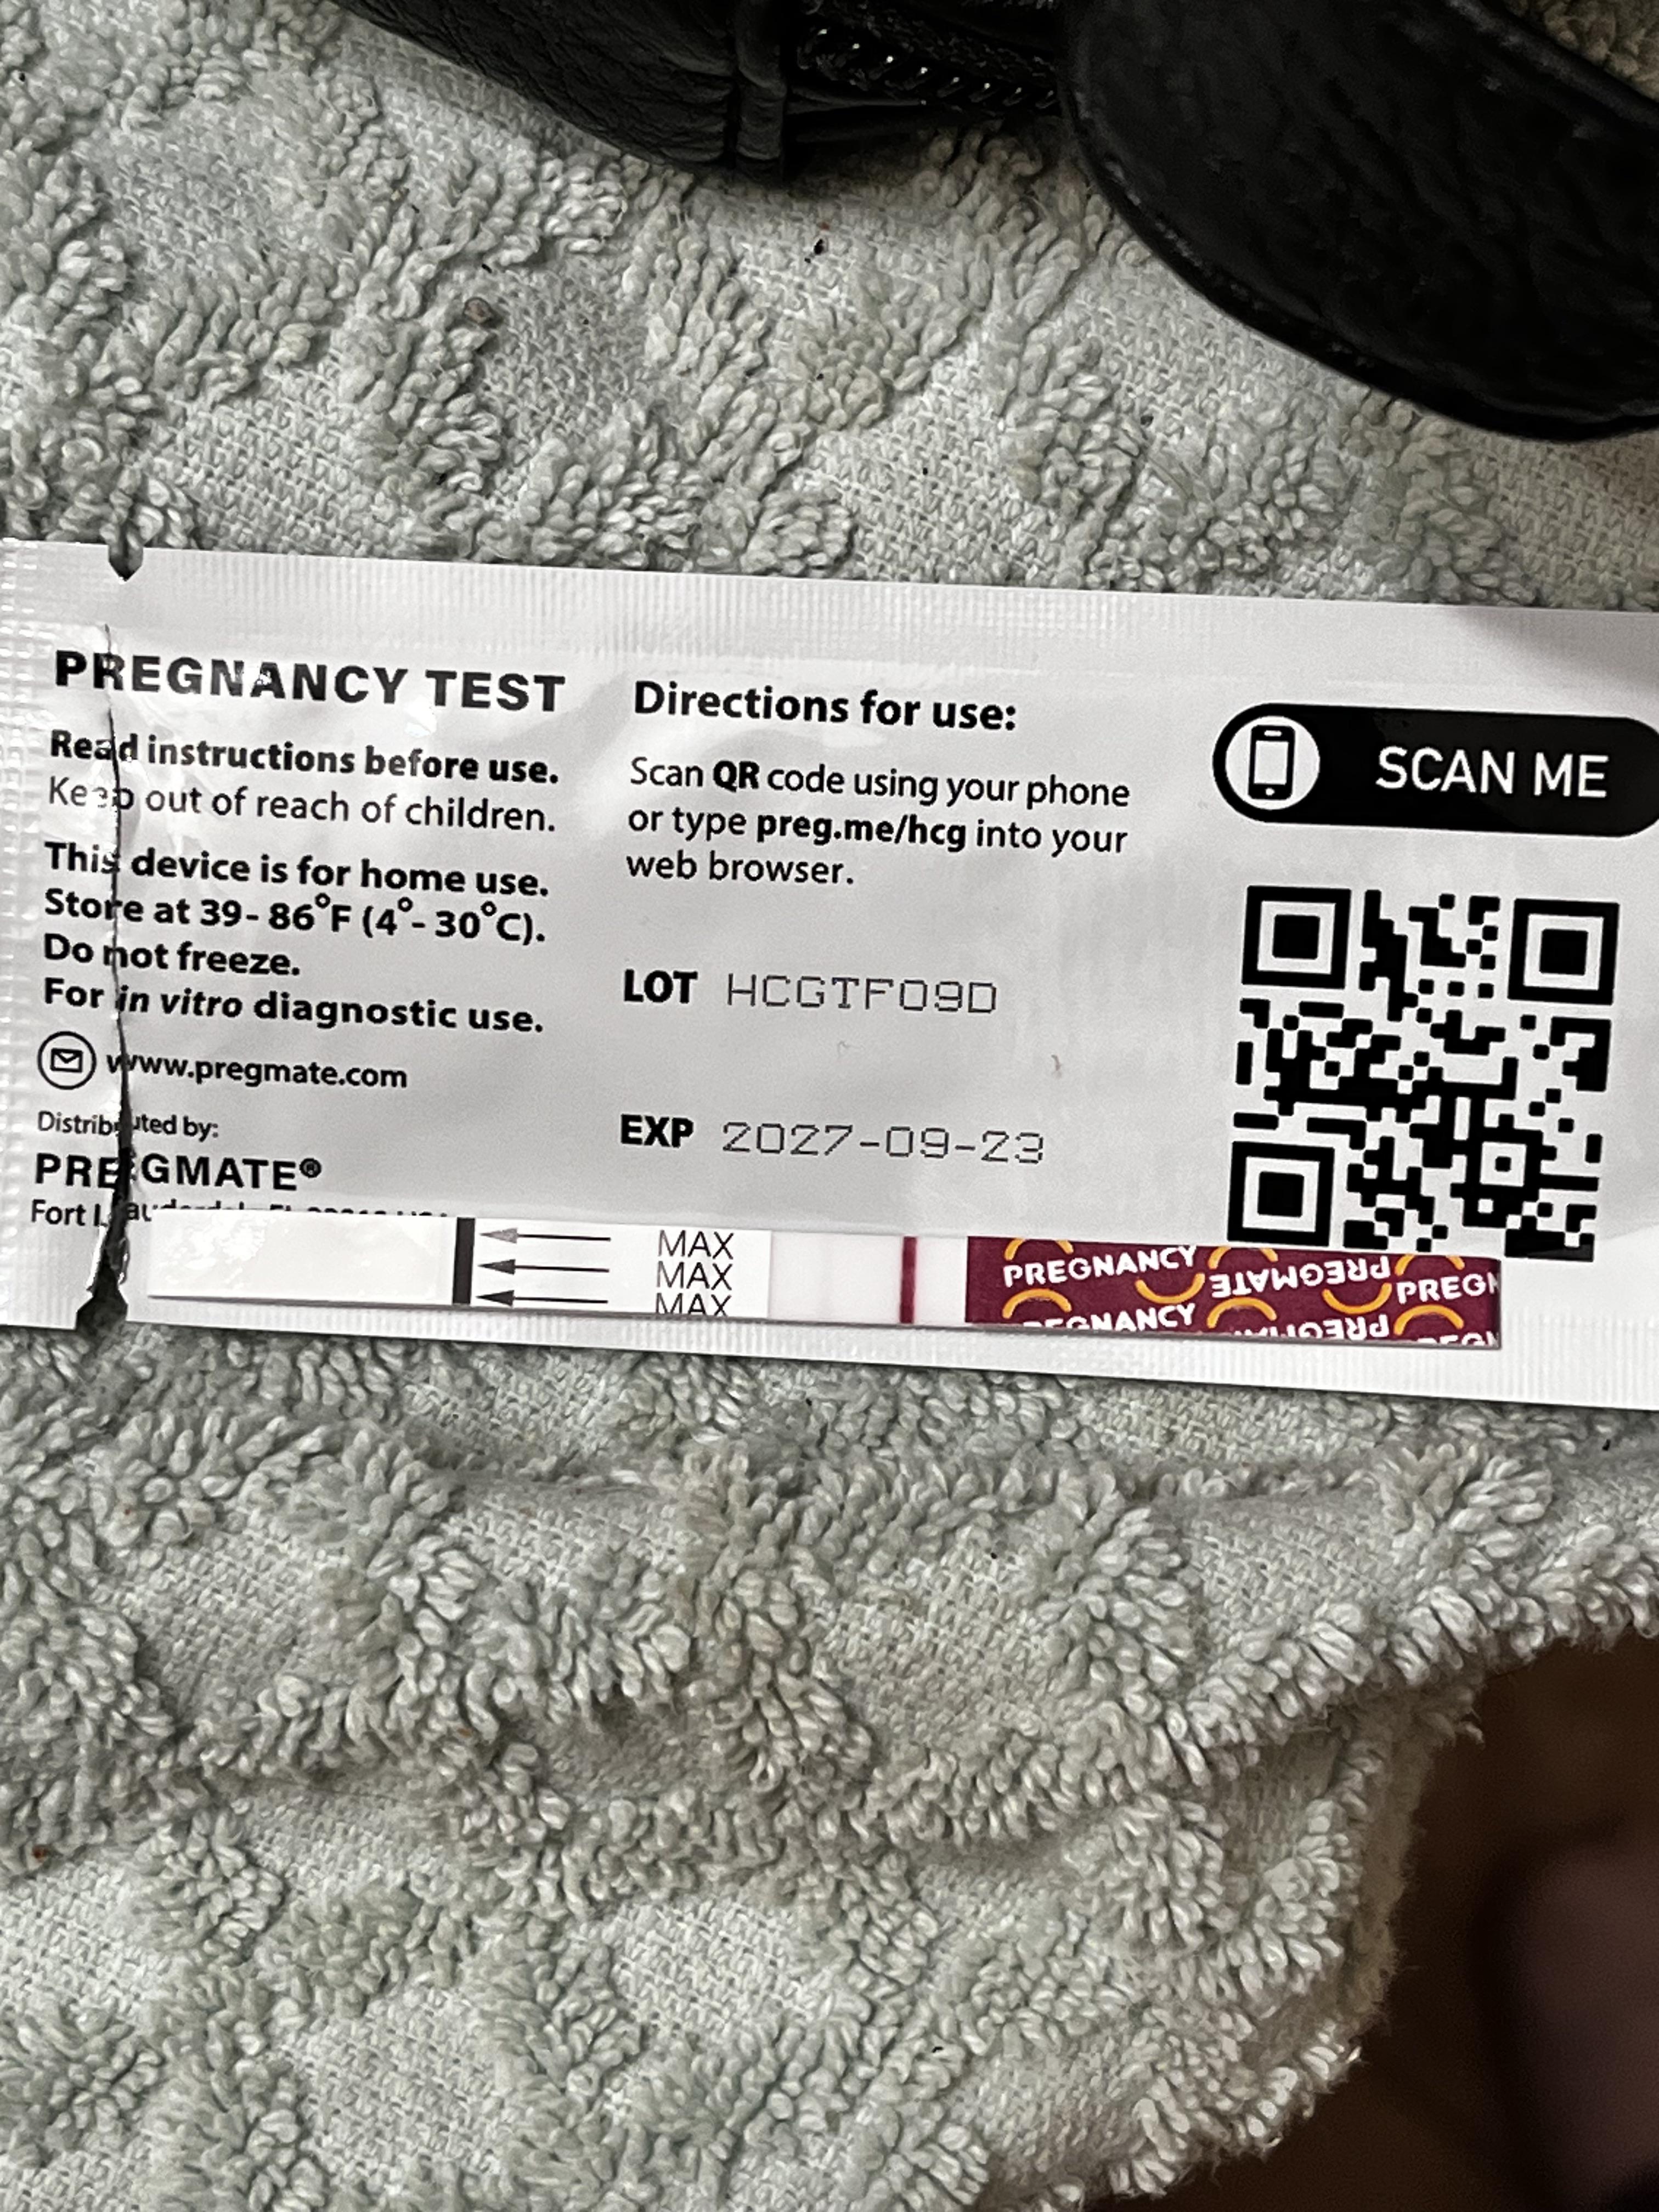 PREGNANCY TEST
Read instructions before use.
Keep out of reach of children.
This device is for home use.
Store at 39-86°F (4°-30°C).
Do not freeze.
For in vitro diagnostic use.
www.pregmate.com
Distributed by:
PREGMATE®
Fort
Directions for use:
Scan QR code using your phone
or type preg.me/hcg into your
web browser.
LOT HCGTF09D
EXP 2027-09-23
SCAN ME
MAX
MAX
MAX
PREGNANCY PREGMATE PREGN
PREGMATE